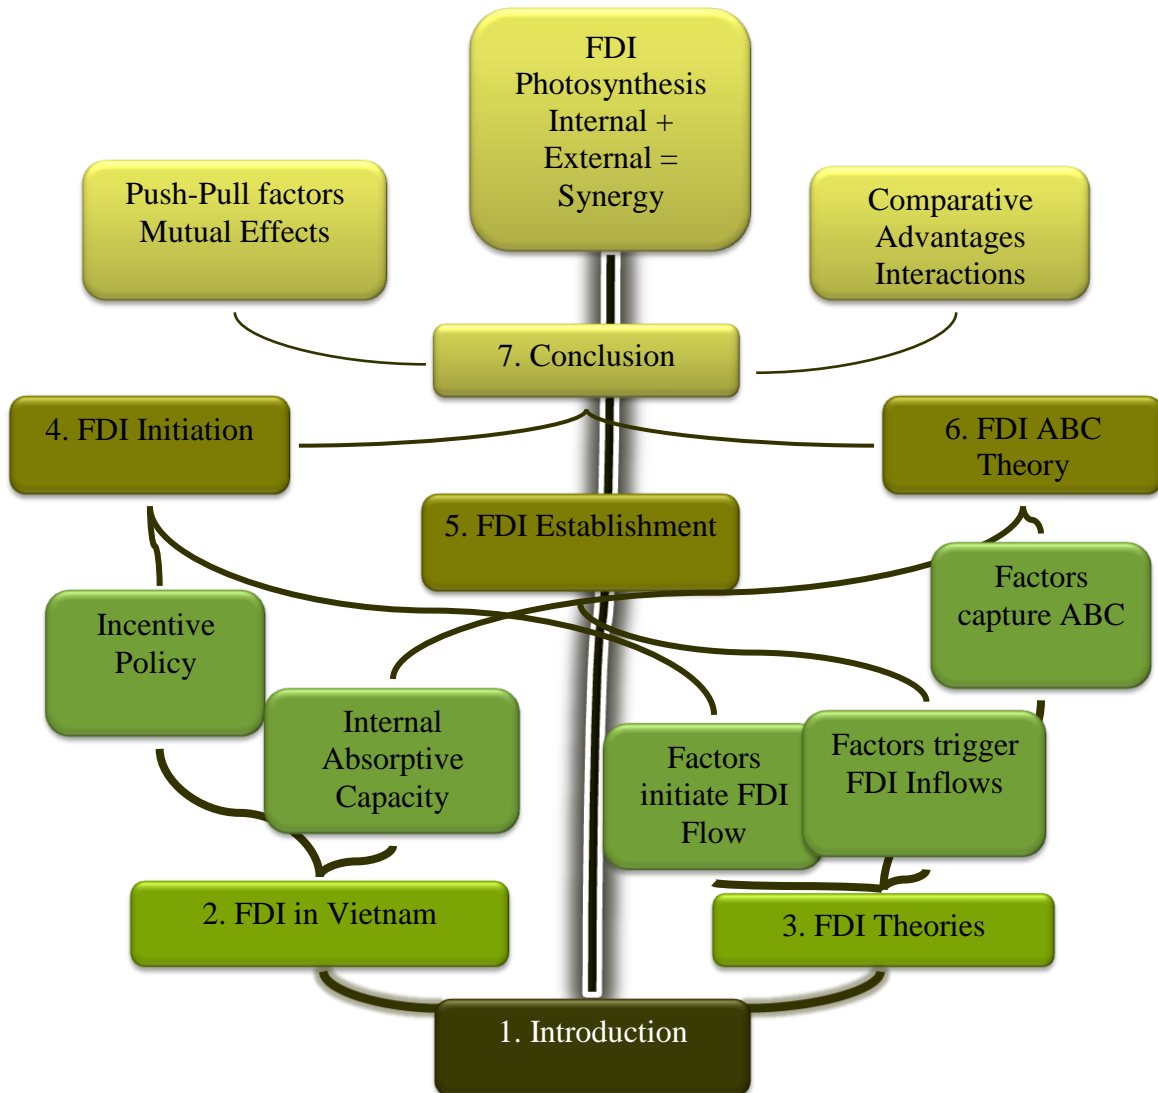 FDI
Photosynthesis
Internal +
External =
Synergy
Push-Pull factors
Mutual Effects
Comparative
Advantages
Interactions
7. Conclusion
4. FDI Initiation
6. FDI ABC
Theory
5. FDI Establishment
Factors
capture ABC
Incentive
Policy
Internal
Absorptive
Capacity
Factors
initiate FDI
Flow
Factors trigger
FDI Inflows
2. FDI in Vietnam
3. FDI Theories
1. Introduction